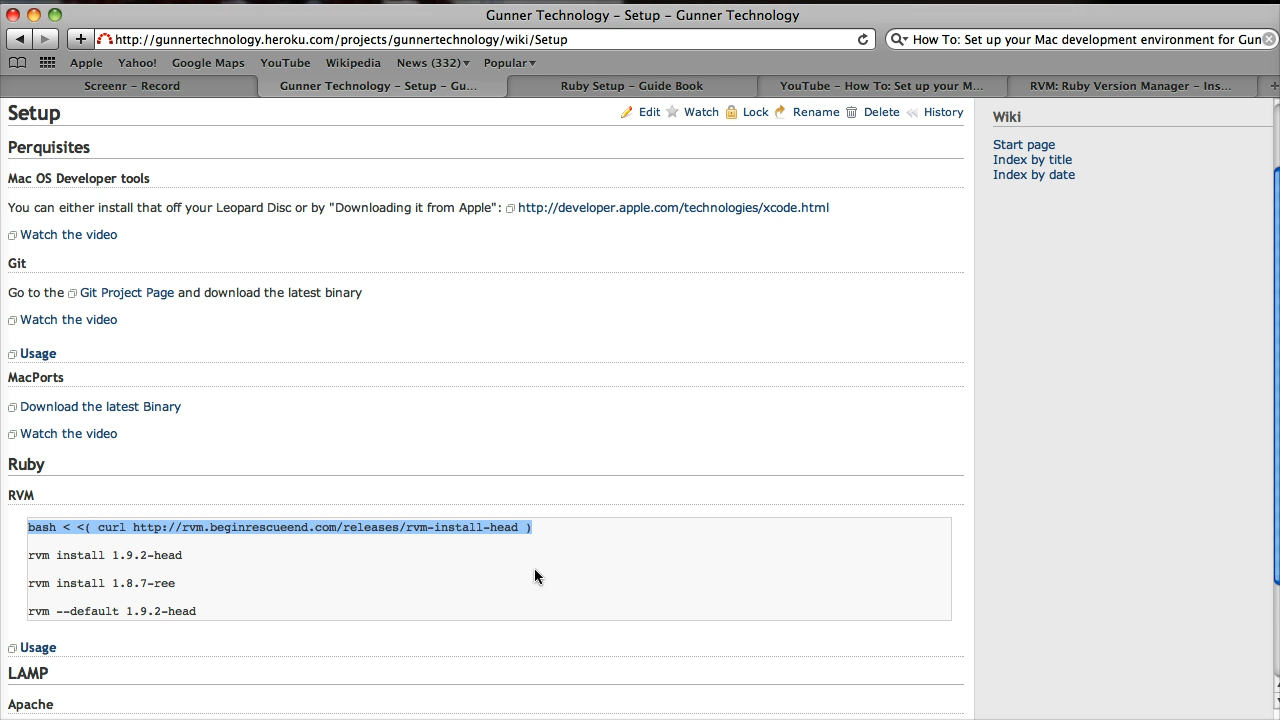 Gunner Technology – Setup – Gunner Technology
http://gunnertechnology.heroku.com/projects/gunnertechnology/wiki/Setup
How To: Set up your Mac development environment for Gun
Apple Yahoo! Google Maps YouTube Wikipedia News (332) Popular
Screenr – Record
Gunner Technology – Setup – Gu...
Ruby Setup – Guide Book
YouTube – How To: Set up your M...
RVM: Ruby Version Manager – Ins...
Setup
Edit Watch Lock Rename Delete History
Perquisites
Mac OS Developer tools
You can either install that off your Leopard Disc or by "Downloading it from Apple": http://developer.apple.com/technologies/xcode.html
Watch the video
Git
Go to the Git Project Page and download the latest binary
Watch the video
Usage
MacPorts
Download the latest Binary
Watch the video
Ruby
RVM
bash < <( curl http://rvm.beginrescueend.com/releases/rvm-install-head )
rvm install 1.9.2-head
rvm install 1.8.7-ree
rvm --default 1.9.2-head
Usage
LAMP
Apache
Wiki
Start page
Index by title
Index by date